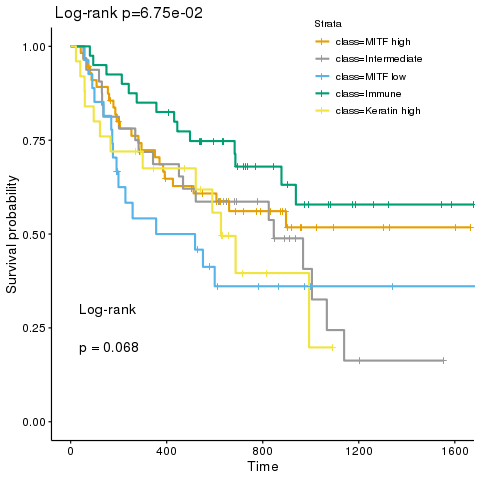 Log-rank p=6.75e-02
Strata
class=MITF high
class=Intermediate
class=MITF low
class=Immune
class=Keratin high
Survival probability
1.00
0.75
0.50
0.25
0.00
Log-rank
p = 0.068
0 400 800 1200 1600
Time